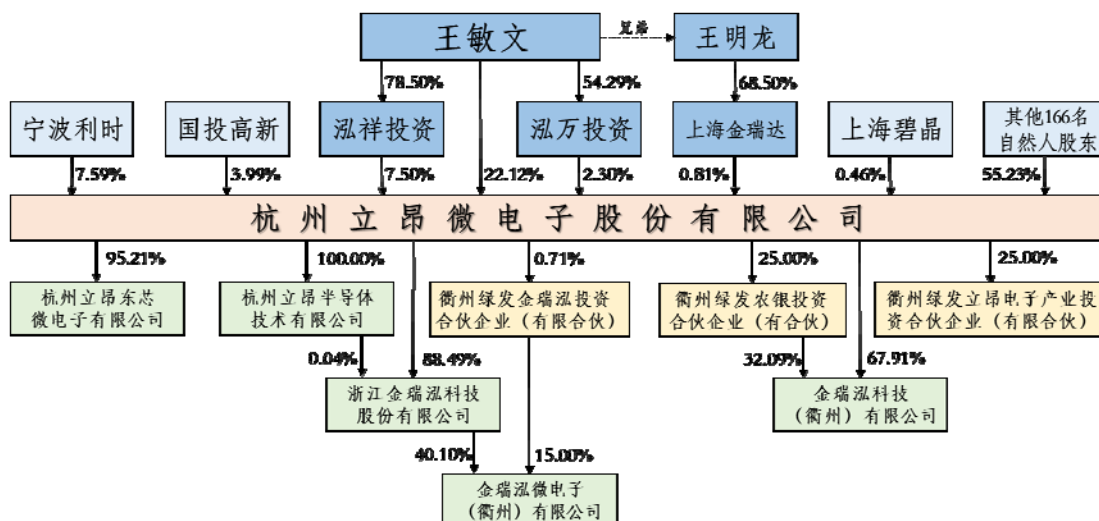 王敏文
兄弟
王明龙
78.50%
54.29%
68.50%
宁波利时
国投高新
泓祥投资
泓万投资
上海金瑞达
上海碧晶
其他166名
自然人股东
7.59%
3.99%
7.50%
22.12%
2.30%
0.81%
0.46%
55.23%
杭州立昂微电子股份有限公司
95.21%
100.00%
0.71%
25.00%
25.00%
杭州立昂东芯
微电子有限公司
杭州立昂半导体
技术有限公司
衢州绿发金瑞泓投资
合伙企业（有限合伙）
衢州绿发农银投资
合伙企业（有合伙）
衢州绿发立昂电子产业投
资合伙企业（有限合伙）
0.04%
88.49%
32.09%
67.91%
浙江金瑞泓科技
股份有限公司
金瑞泓科技
（衢州）有限公司
40.10%
15.00%
金瑞泓微电子
（衢州）有限公司